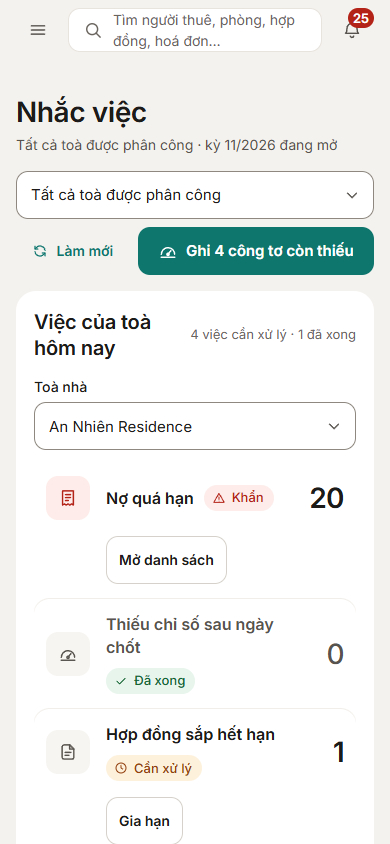 Tìm người thuê, phòng, hợp
đồng, hoá đơn...
25
Nhắc việc
Tất cả toà được phân công · kỳ 11/2026 đang mở
Tất cả toà được phân công
Làm mới
Ghi 4 công tơ còn thiếu
Việc của toà
hôm nay
4 việc cần xử lý · 1 đã xong
Toà nhà
An Nhiên Residence
Nợ quá hạn
Khẩn
20
Mở danh sách
Thiếu chỉ số sau ngày
chốt
0
Đã xong
Hợp đồng sắp hết hạn
1
Cần xử lý
Gia hạn